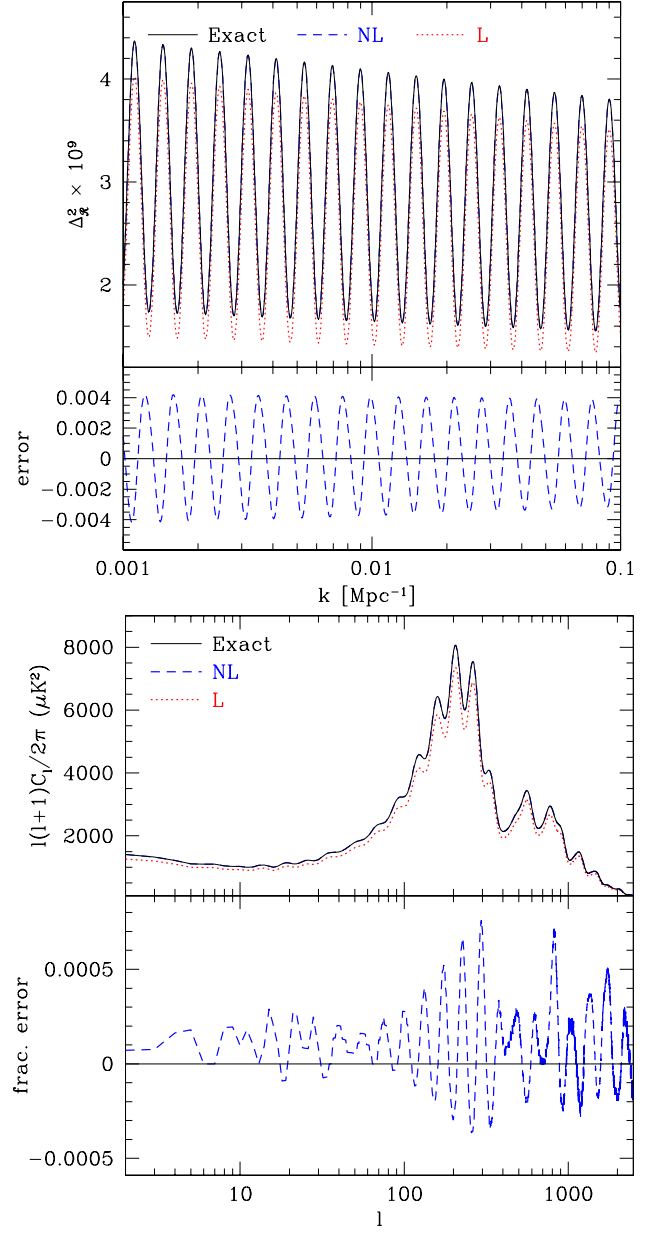 Exact NL L
4
3
2
Δ²_𝓡 × 10⁹
0.004
0.002
0
−0.002
−0.004
error
0.001 0.01 0.1
k [Mpc⁻¹]
Exact
NL
L
8000
6000
4000
2000
l(l+1)C_l/2π (μK²)
0.0005
0
−0.0005
frac. error
10 100 1000
l